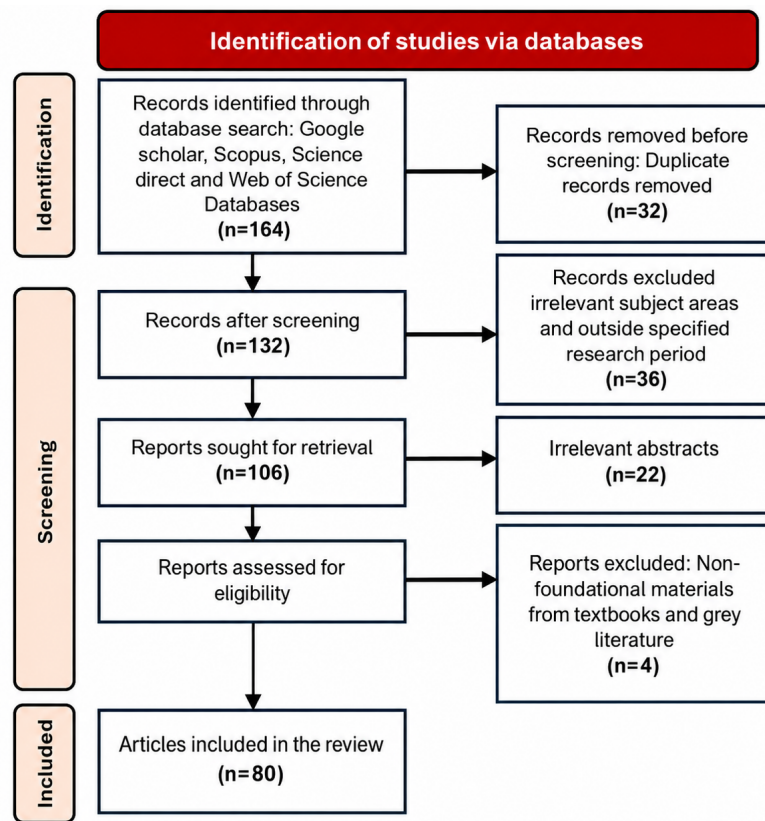 Identification of studies via databases
Identification
Records identified through
database search: Google
scholar, Scopus, Science
direct and Web of Science
Databases
(n=164)
Records removed before
screening: Duplicate
records removed
(n=32)
Screening
Records after screening
(n=132)
Records excluded
irrelevant subject areas
and outside specified
research period
(n=36)
Reports sought for retrieval
(n=106)
Irrelevant abstracts
(n=22)
Reports assessed for
eligibility
Reports excluded: Non-
foundational materials
from textbooks and grey
literature
(n=4)
Included
Articles included in the review
(n=80)